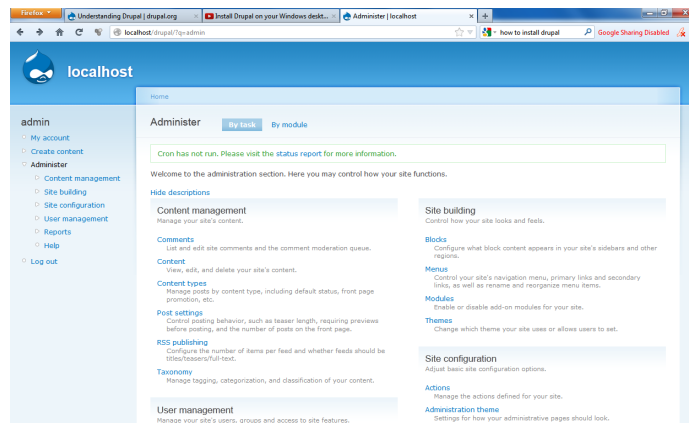 Firefox
Understanding Drupal | drupal.org
Install Drupal on your Windows deskt...
Administer | localhost
localhost/drupal/?q=admin
how to install drupal
Google Sharing Disabled
localhost
Home
admin
My account
Create content
Administer
Content management
Site building
Site configuration
User management
Reports
Help
Log out
Administer
By task
By module
Cron has not run. Please visit the status report for more information.
Welcome to the administration section. Here you may control how your site functions.
Hide descriptions
Content management
Manage your site's content.
Comments
List and edit site comments and the comment moderation queue.
Content
View, edit, and delete your site's content.
Content types
Manage posts by content type, including default status, front page
promotion, etc.
Post settings
Control posting behavior, such as teaser length, requiring previews
before posting, and the number of posts on the front page.
RSS publishing
Configure the number of items per feed and whether feeds should be
titles/teasers/full-text.
Taxonomy
Manage tagging, categorization, and classification of your content.
User management
Manage your site's users, groups and access to site features.
Site building
Control how your site looks and feels.
Blocks
Configure what block content appears in your site's sidebars and other
regions.
Menus
Control your site's navigation menu, primary links and secondary
links, as well as rename and reorganize menu items.
Modules
Enable or disable add-on modules for your site.
Themes
Change which theme your site uses or allows users to set.
Site configuration
Adjust basic site configuration options.
Actions
Manage the actions defined for your site.
Administration theme
Settings for how your administrative pages should look.